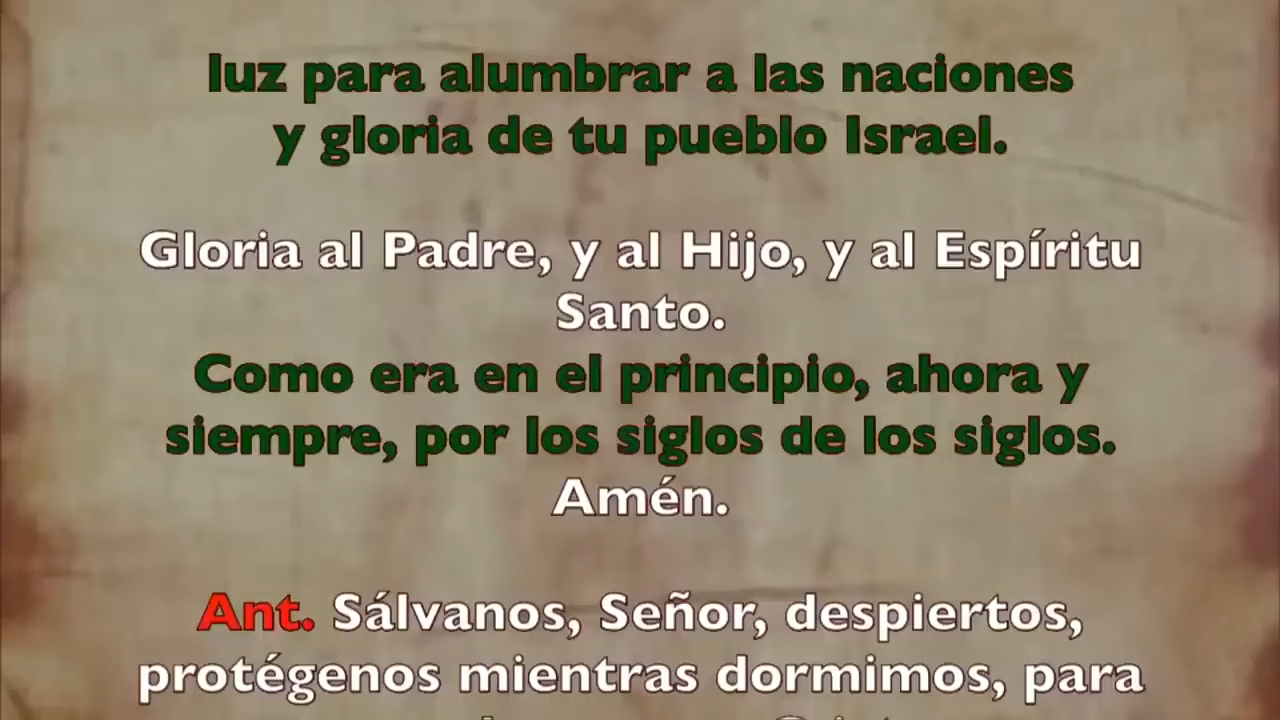 luz para alumbrar a las naciones
y gloria de tu pueblo Israel.
Gloria al Padre, y al Hijo, y al Espíritu
Santo.
Como era en el principio, ahora y
siempre, por los siglos de los siglos.
Amén.
Ant. Sálvanos, Señor, despiertos,
protégenos mientras dormimos, para